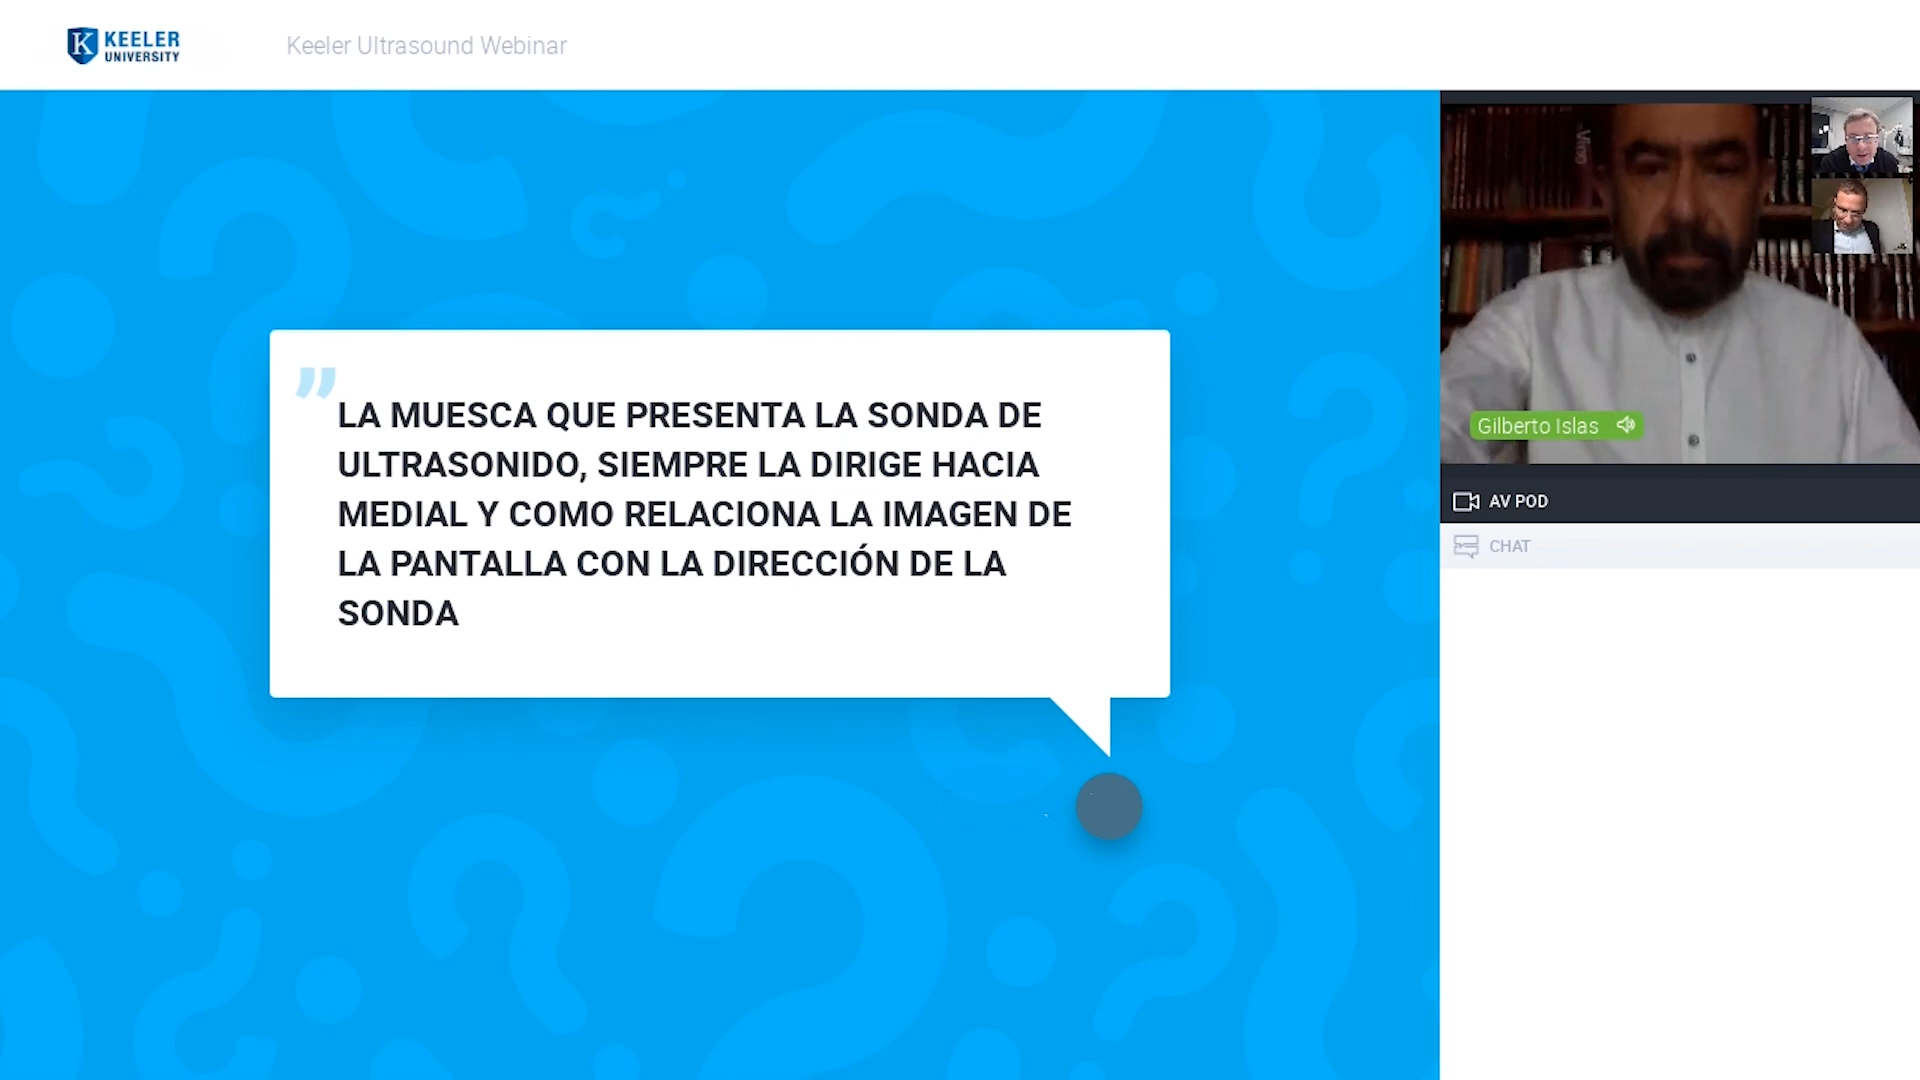 KEELER
UNIVERSITY
Keeler Ultrasound Webinar
LA MUESCA QUE PRESENTA LA SONDA DE
ULTRASONIDO, SIEMPRE LA DIRIGE HACIA
MEDIAL Y COMO RELACIONA LA IMAGEN DE
LA PANTALLA CON LA DIRECCIÓN DE LA
SONDA
Gilberto Islas
AV POD
CHAT